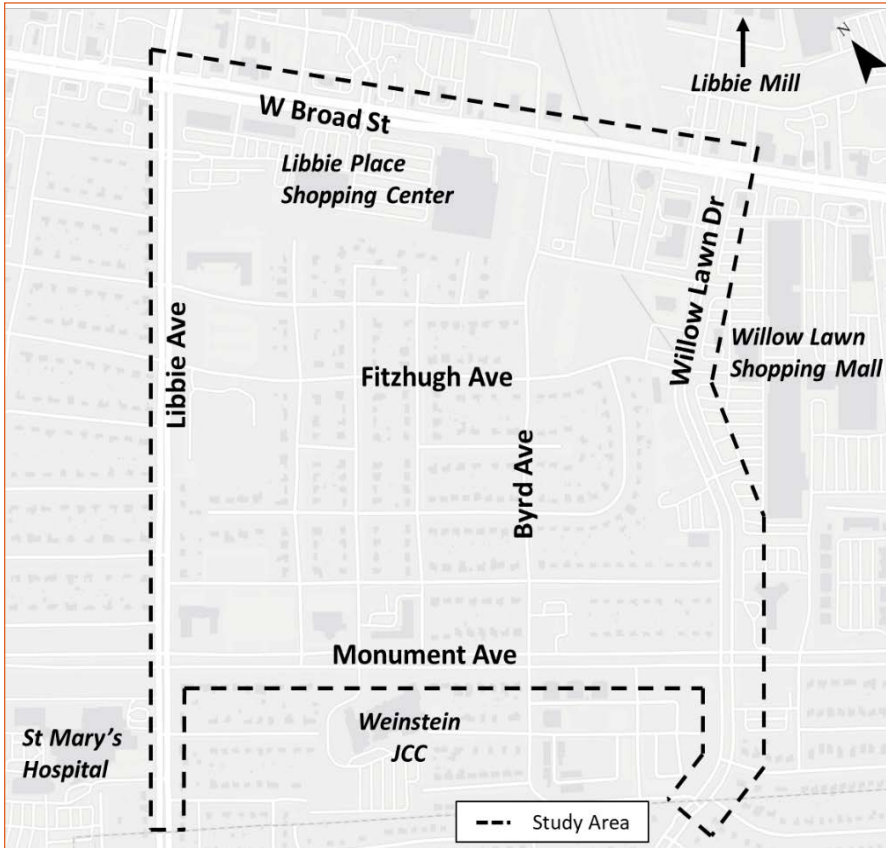 N
Libbie Mill
W Broad St
Libbie Place
Shopping Center
Willow Lawn Dr
Libbie Ave
Willow Lawn
Shopping Mall
Fitzhugh Ave
Byrd Ave
Monument Ave
St Mary's
Hospital
Weinstein
JCC
Study Area